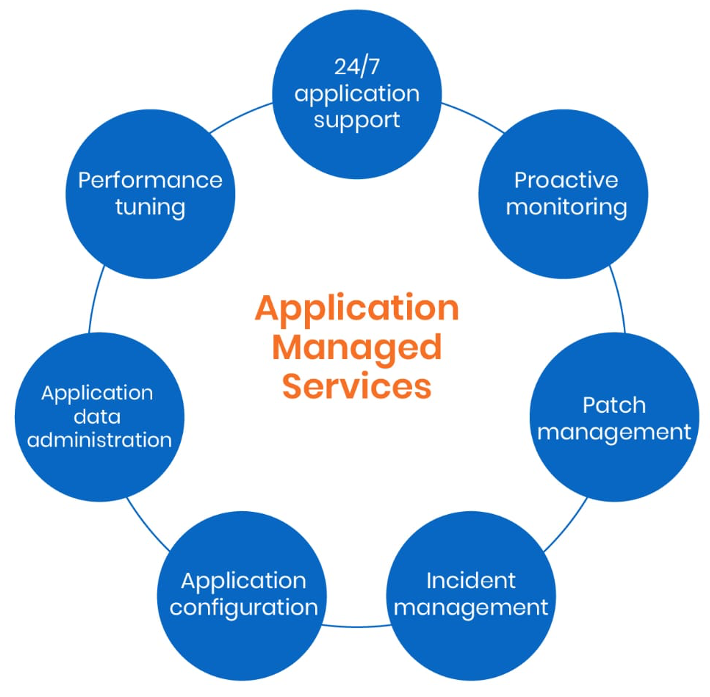 24/7
application
support
Proactive
monitoring
Patch
management
Incident
management
Application
configuration
Application
data
administration
Performance
tuning
Application
Managed
Services